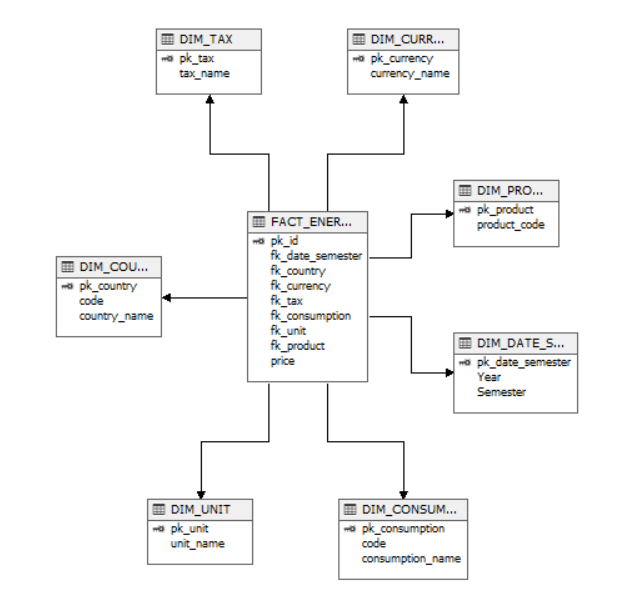 DIM_TAX
pk_tax
tax_name
DIM_CURR...
pk_currency
currency_name
DIM_PRO...
pk_product
product_code
FACT_ENER...
pk_id
fk_date_semester
fk_country
fk_currency
fk_tax
fk_consumption
fk_unit
fk_product
price
DIM_COU...
pk_country
code
country_name
DIM_DATE_S...
pk_date_semester
Year
Semester
DIM_UNIT
pk_unit
unit_name
DIM_CONSUM...
pk_consumption
code
consumption_name